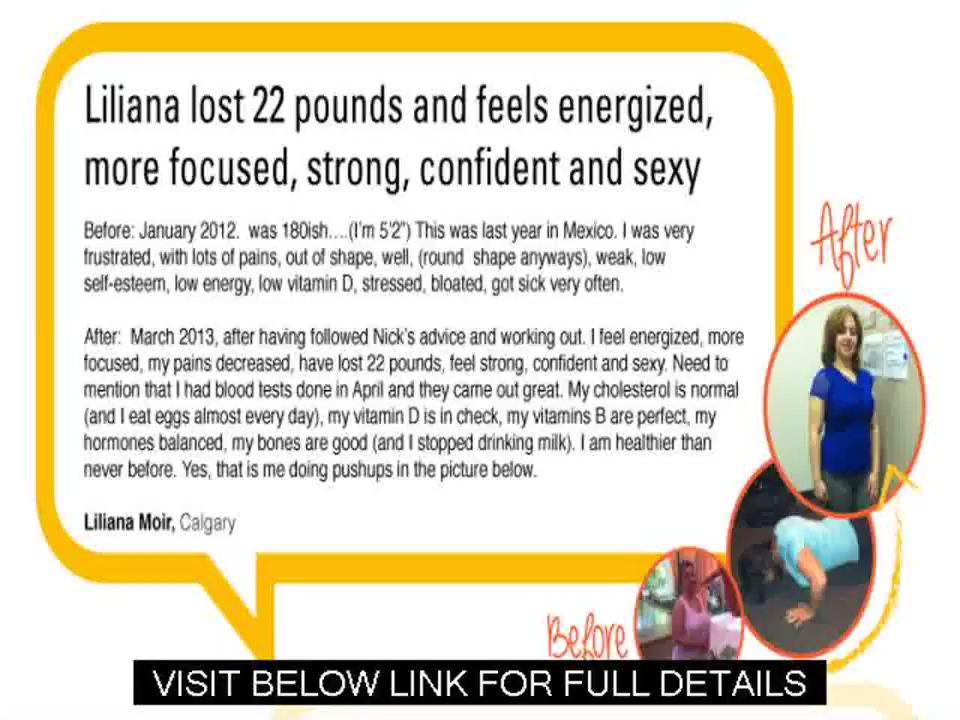 Liliana lost 22 pounds and feels energized,
more focused, strong, confident and sexy
Before: January 2012.  was 180ish....(I'm 5'2") This was last year in Mexico. I was very
frustrated, with lots of pains, out of shape, well, (round  shape anyways), weak, low
self-esteem, low energy, low vitamin D, stressed, bloated, got sick very often.
After:  March 2013, after having followed Nick's advice and working out. I feel energized, more
focused, my pains decreased, have lost 22 pounds, feel strong, confident and sexy. Need to
mention that I had blood tests done in April and they came out great. My cholesterol is normal
(and I eat eggs almost every day), my vitamin D is in check, my vitamins B are perfect, my
hormones balanced, my bones are good (and I stopped drinking milk). I am healthier than
never before. Yes, that is me doing pushups in the picture below.
Liliana Moir, Calgary
After
Before
VISIT BELOW LINK FOR FULL DETAILS